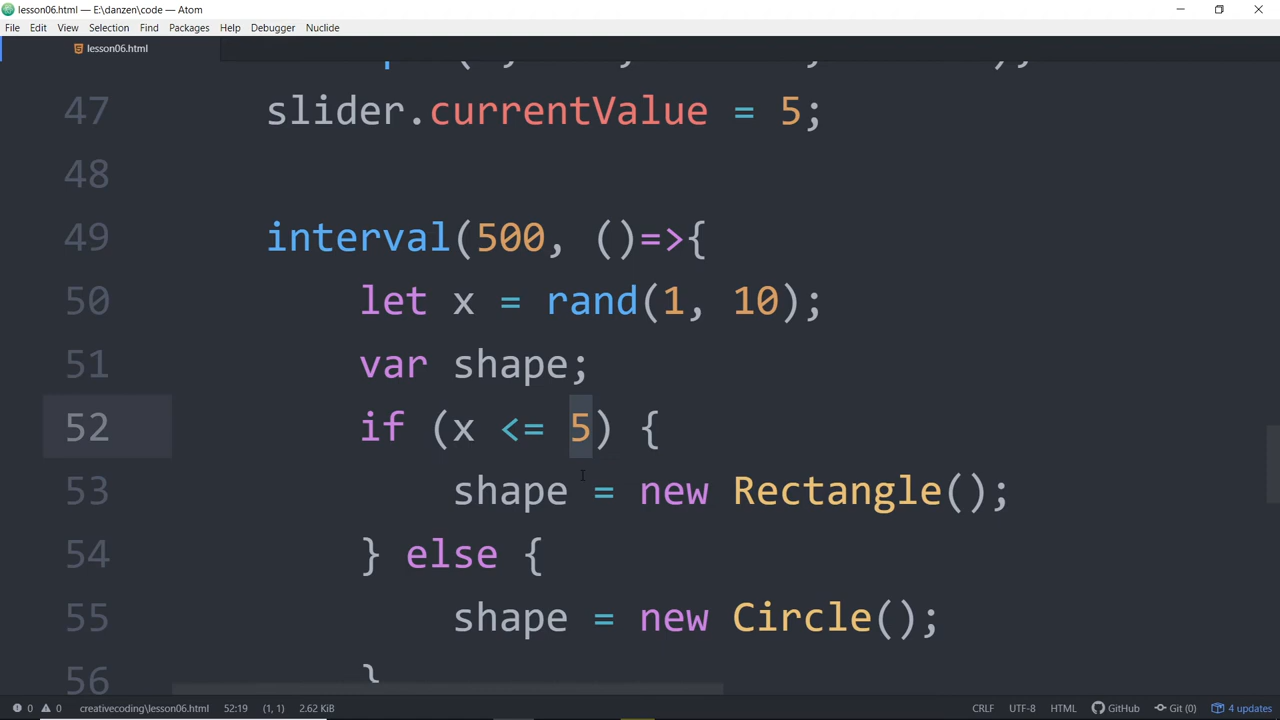 lesson06.html — E:\danzen\code — Atom
File Edit View Selection Find Packages Help Debugger Nuclide
lesson06.html
47 slider.currentValue = 5;
48
49 interval(500, ()=>{
50 let x = rand(1, 10);
51 var shape;
52 if (x <= 5) {
53 shape = new Rectangle();
54 } else {
55 shape = new Circle();
56 }
0 0 creativecoding\lesson06.html 52:19 (1, 1) 2.62 KiB CRLF UTF-8 HTML GitHub Git (0) 4 updates